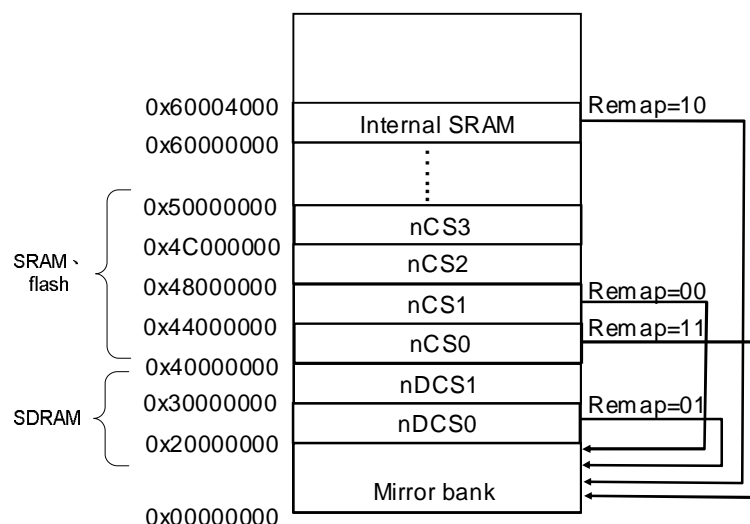 0x60004000
Internal SRAM
Remap=10
0x60000000
0x50000000
nCS3
0x4C000000
SRAM、
flash
nCS2
0x48000000
Remap=00
nCS1
0x44000000
Remap=11
nCS0
0x40000000
nDCS1
SDRAM
0x30000000
Remap=01
nDCS0
0x20000000
Mirror bank
0x00000000